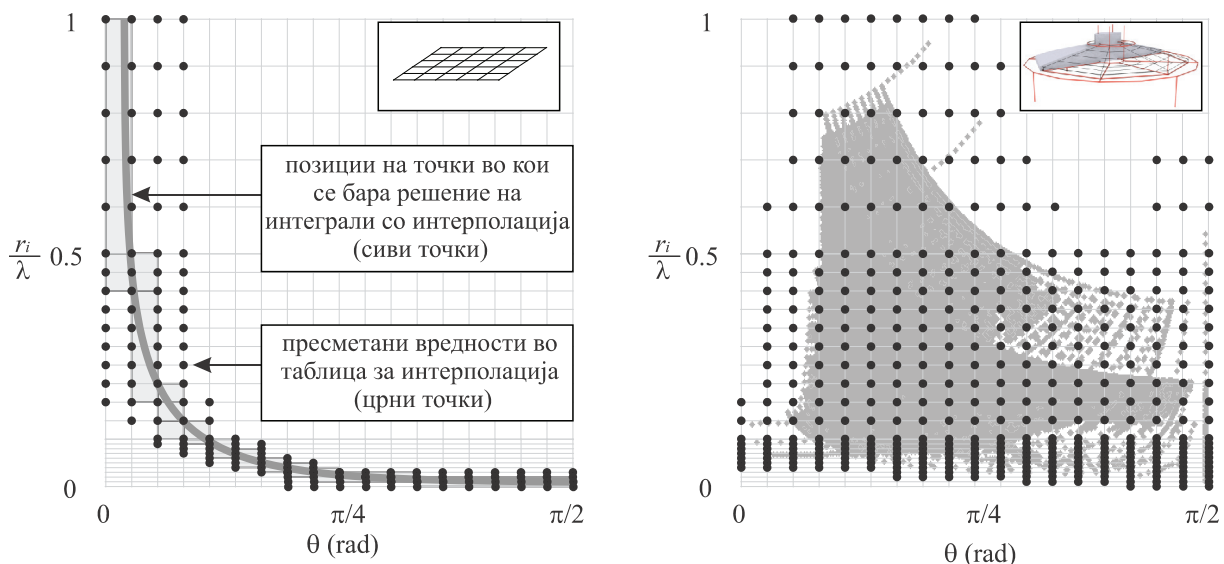 1
позиции на точки во кои
се бара решение на
интеграли со интерполација
(сиви точки)
r_i/λ 0.5
пресметани вредности во
таблица за интерполација
(црни точки)
0
0 π/4 π/2
θ (rad)
1
r_i/λ 0.5
0
0 π/4 π/2
θ (rad)